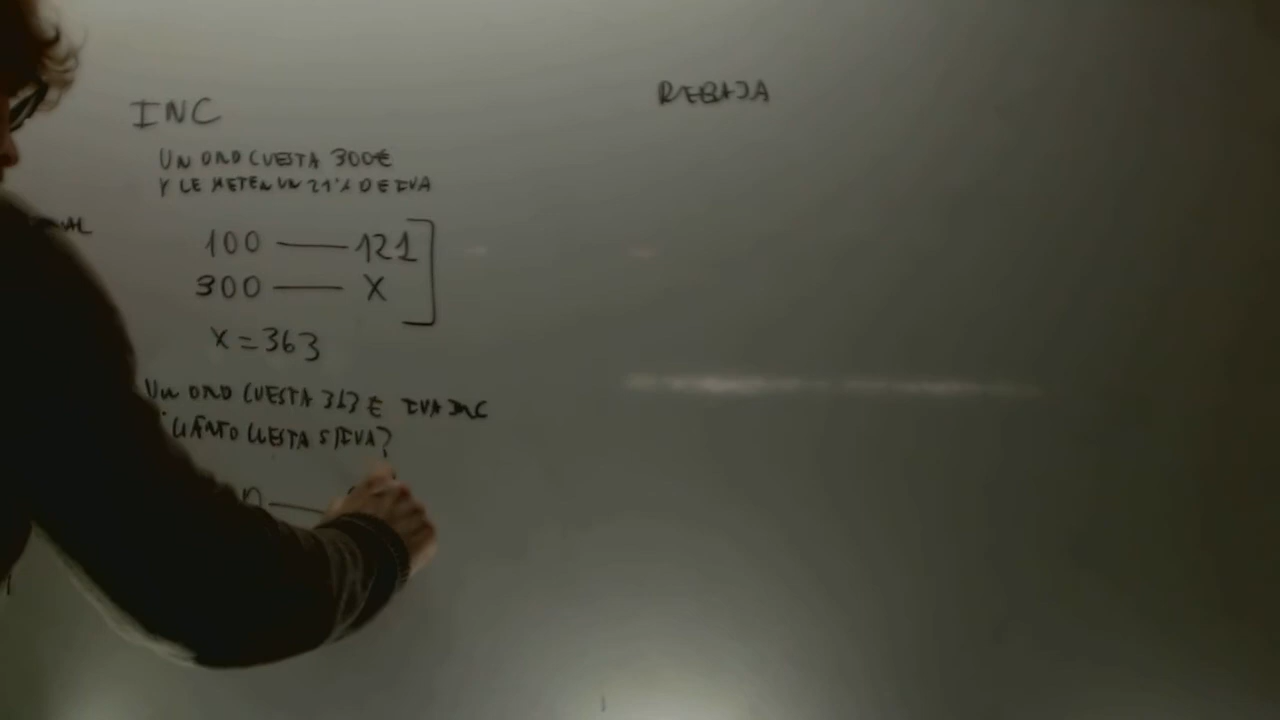 INC
REBAJA
UN ORD CUESTA 300€
Y LE METEN UN 21% DE IVA
100 — 121
300 — X
X = 363
UN ORD CUESTA 363 € IVA INC
CUÁNTO CUESTA S/IVA?